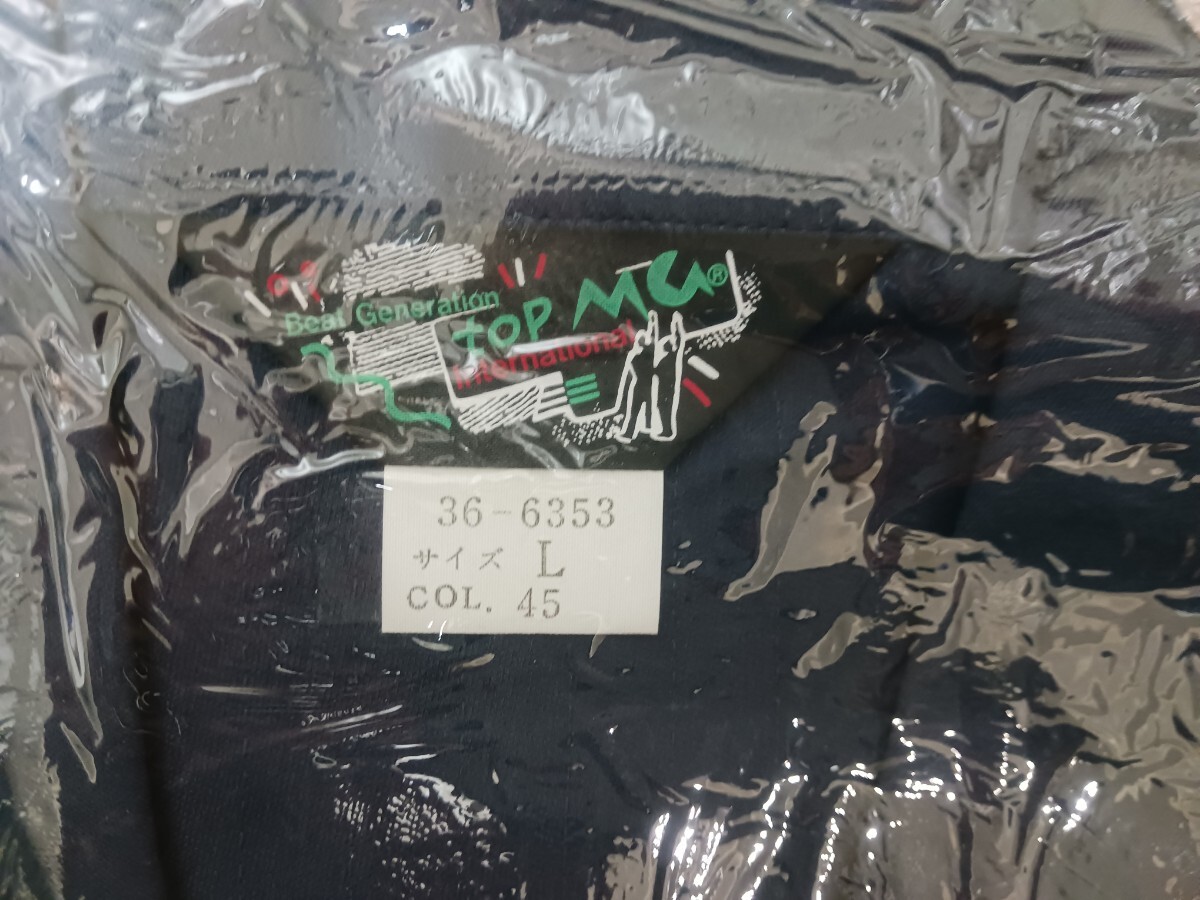 Beat Generation
top MG®
International
36-6353
サイズ L
COL. 45